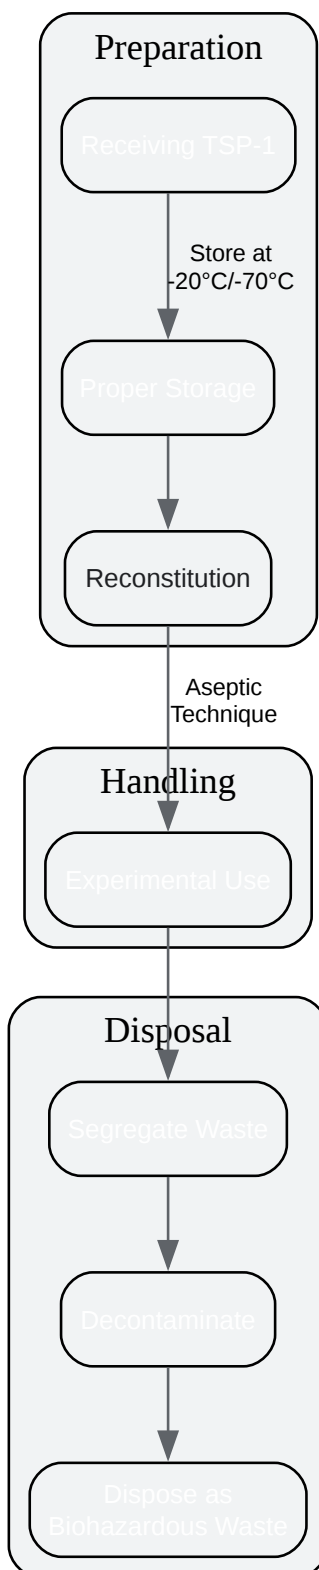 Preparation
Receiving TSP-1
Store at
-20°C/-70°C
Proper Storage
Reconstitution
Aseptic
Technique
Handling
Experimental Use
Disposal
Segregate Waste
Decontaminate
Dispose as
Biohazardous Waste